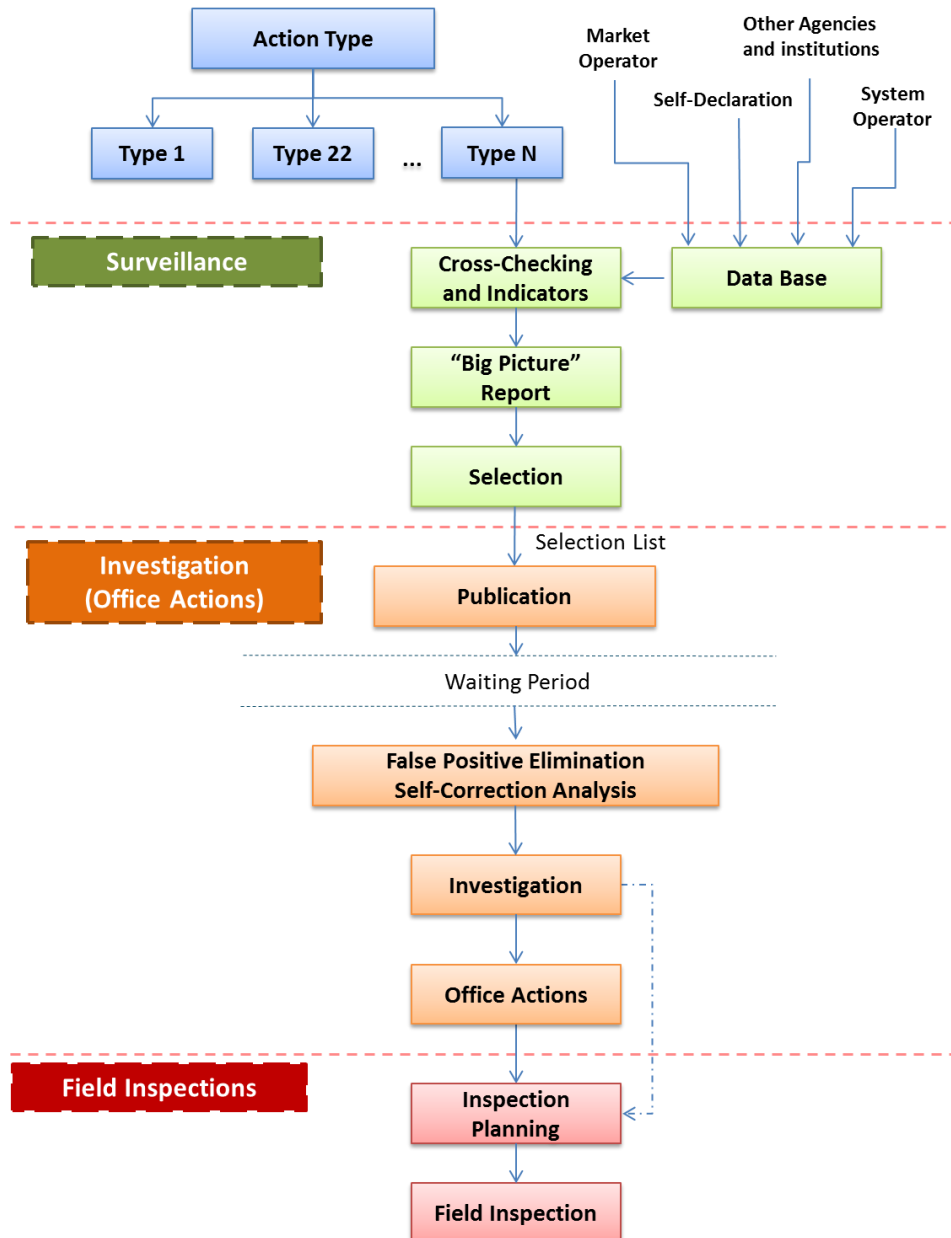 Action Type
Market
Operator
Other Agencies
and institutions
Self-Declaration
System
Operator
Type 1
Type 22
...
Type N
Surveillance
Cross-Checking
and Indicators
Data Base
“Big Picture”
Report
Selection
Selection List
Investigation
(Office Actions)
Publication
Waiting Period
False Positive Elimination
Self-Correction Analysis
Investigation
Office Actions
Field Inspections
Inspection
Planning
Field Inspection